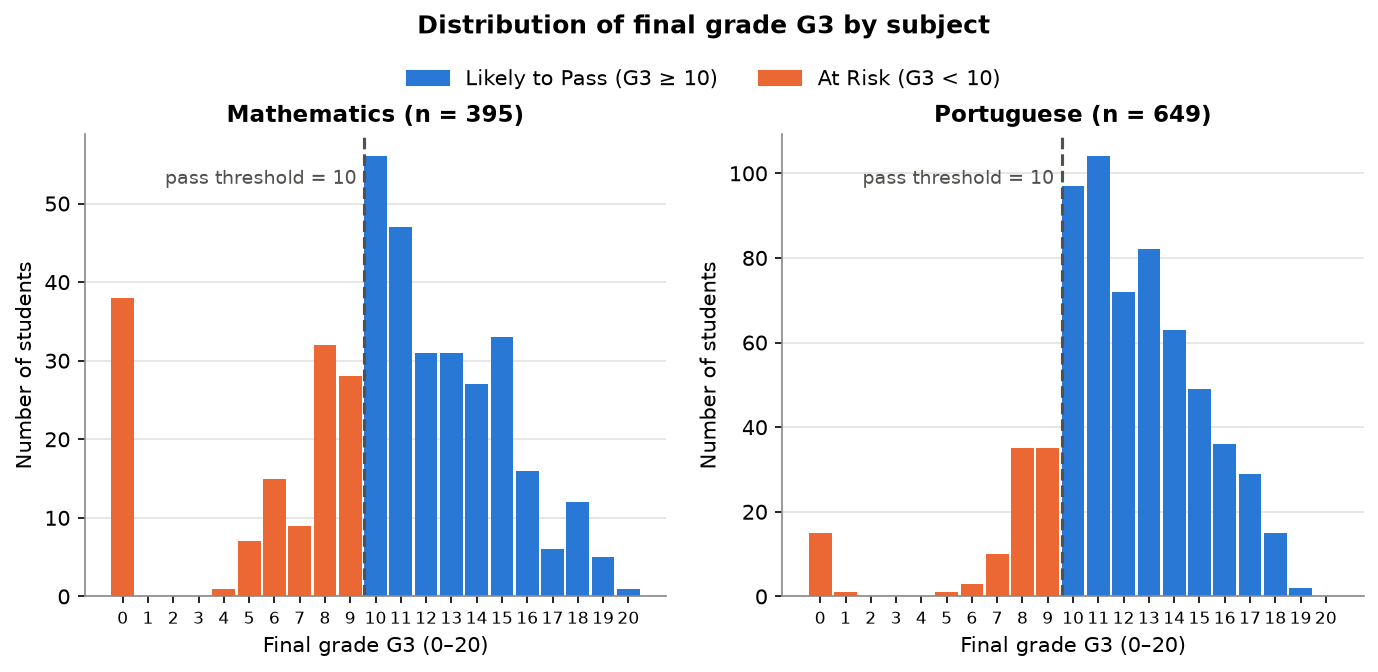 Distribution of final grade G3 by subject
Likely to Pass (G3 ≥ 10) At Risk (G3 < 10)
Mathematics (n = 395)
pass threshold = 10
Number of students
50
40
30
20
10
0
0 1 2 3 4 5 6 7 8 9 10 11 12 13 14 15 16 17 18 19 20
Final grade G3 (0–20)
Portuguese (n = 649)
pass threshold = 10
Number of students
100
80
60
40
20
0
0 1 2 3 4 5 6 7 8 9 10 11 12 13 14 15 16 17 18 19 20
Final grade G3 (0–20)